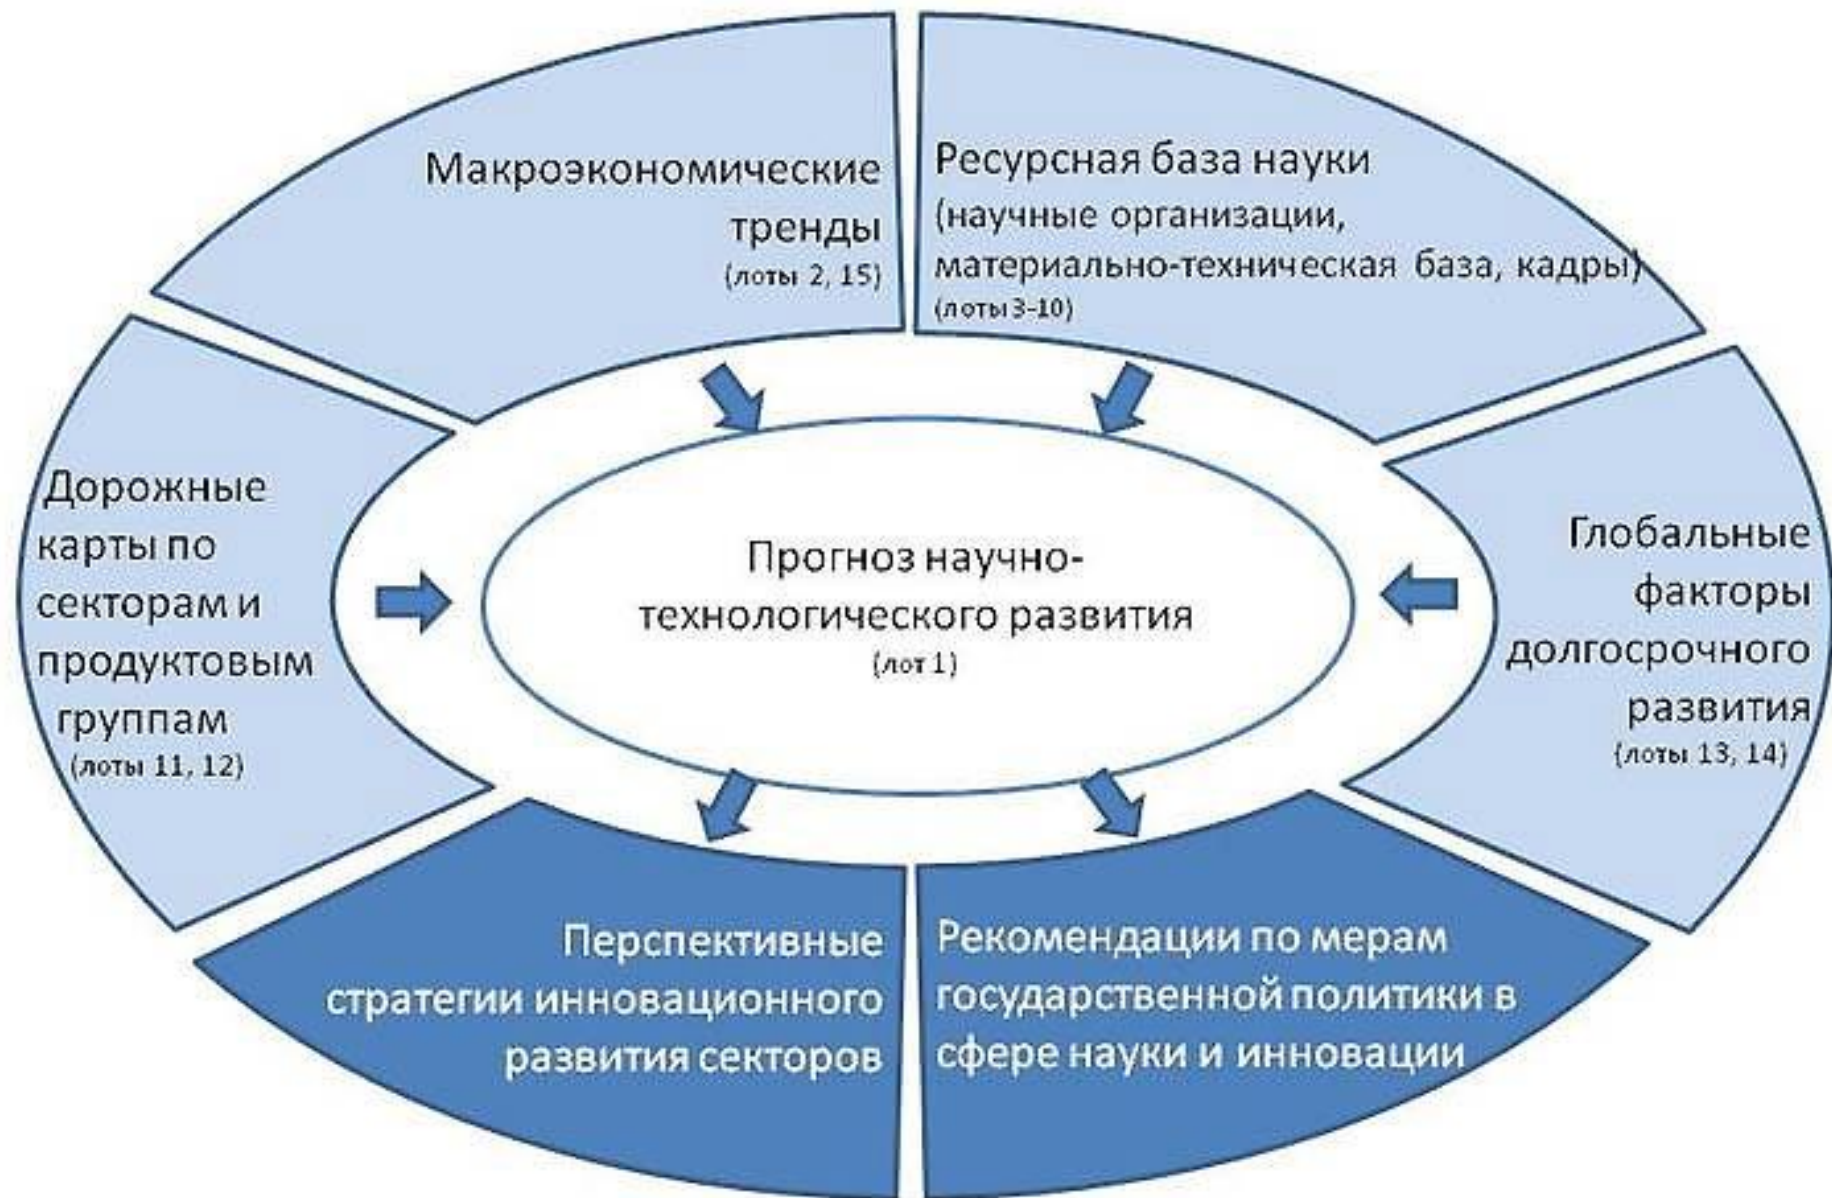 Макроэкономические
тренды
(лоты 2, 15)
Ресурсная база науки
(научные организации,
материально-техническая база, кадры)
(лоты 3-10)
Дорожные
карты по
секторам и
продуктовым
группам
(лоты 11, 12)
Прогноз научно-
технологического развития
(лот 1)
Глобальные
факторы
долгосрочного
развития
(лоты 13, 14)
Перспективные
стратегии инновационного
развития секторов
Рекомендации по мерам
государственной политики в
сфере науки и инновации